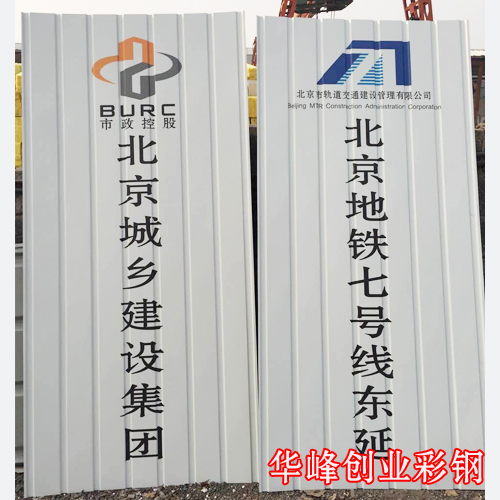 BURC
市政控股
北京城乡建设集团
北京市轨道交通建设管理有限公司
Beijing MTR Construction Administration Corporation
北京地铁七号线东延
华峰创业彩钢